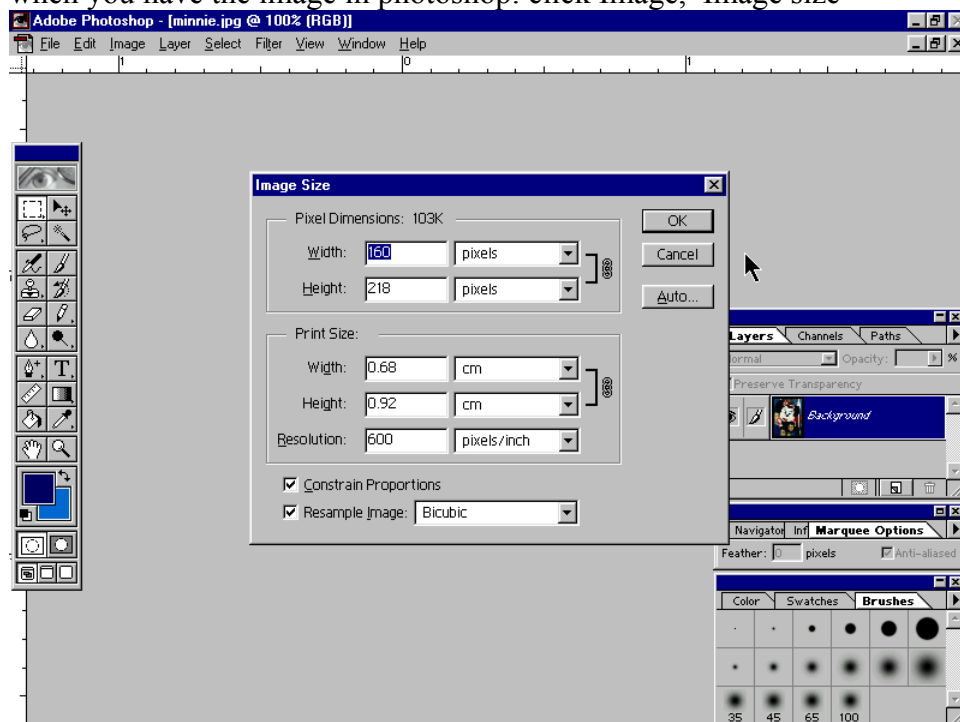 when you have the image in photoshop: click Image, Image size
Adobe Photoshop - [minnie.jpg @ 100% (RGB)]
File Edit Image Layer Select Filter View Window Help
1 0 1
Image Size
Pixel Dimensions: 103K
OK
Width: 160 pixels
Cancel
Height: 218 pixels
Auto...
Print Size:
Width: 0.68 cm
Height: 0.92 cm
Resolution: 600 pixels/inch
Constrain Proportions
Resample Image: Bicubic
Layers Channels Paths
Opacity: %
Preserve Transparency
Background
Navigator Inf Marquee Options
Feather: 0 pixels Anti-aliased
Color Swatches Brushes
35 45 65 100
T